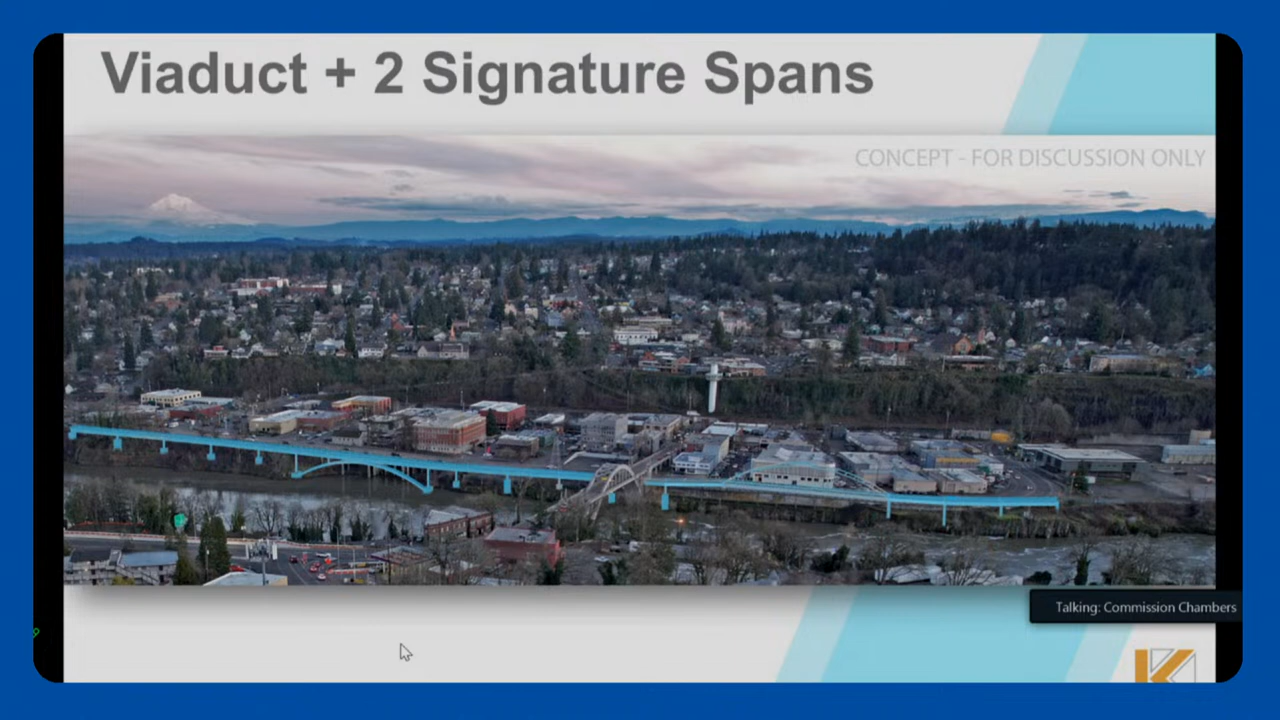 Viaduct + 2 Signature Spans
CONCEPT - FOR DISCUSSION ONLY
Talking: Commission Chambers